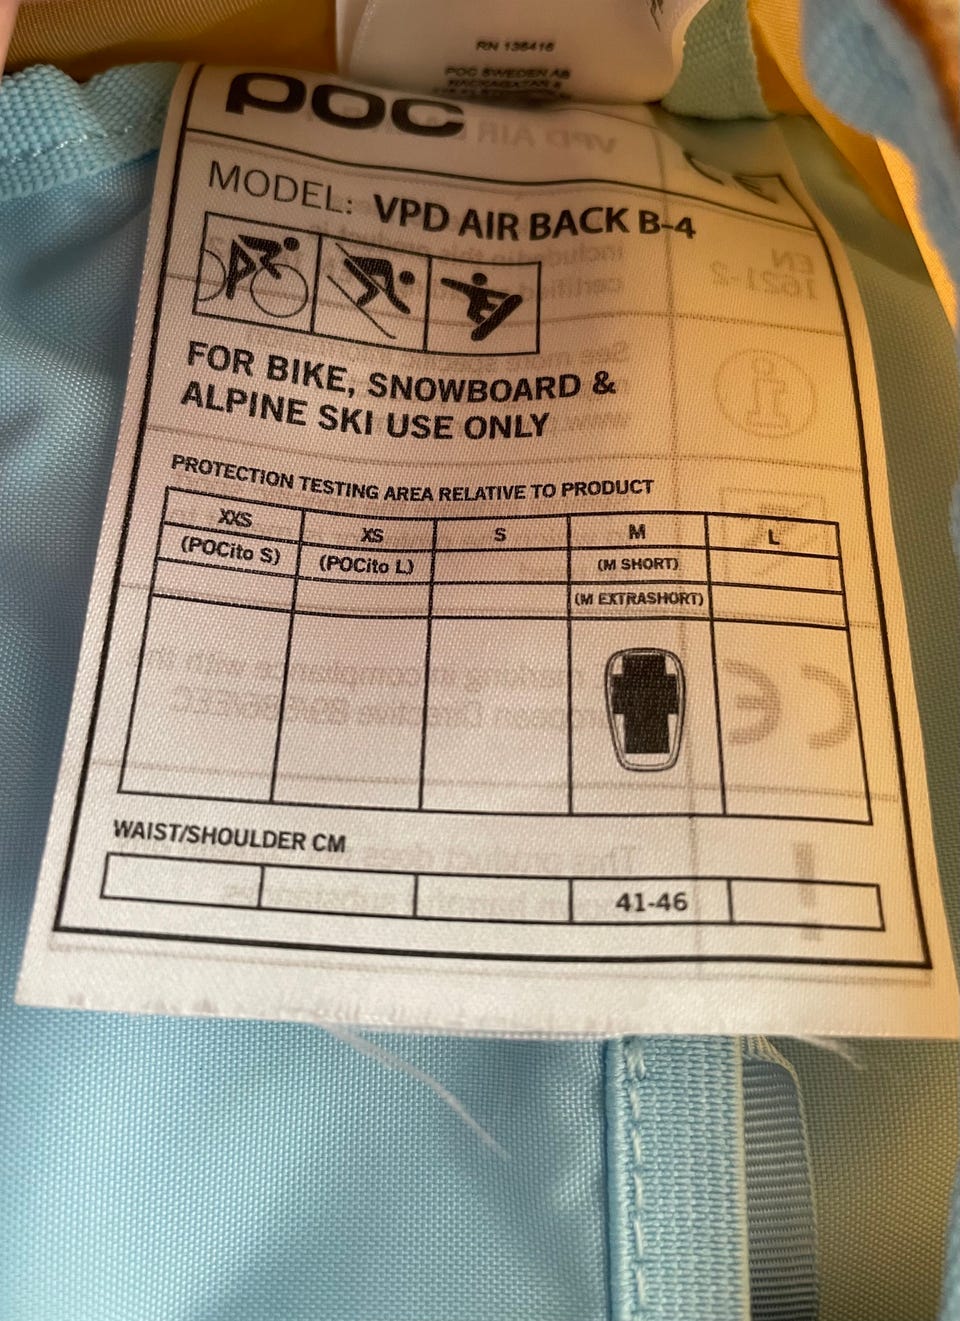 RN 136416
POC SWEDEN AB
POC
MODEL: VPD AIR BACK B-4
FOR BIKE, SNOWBOARD &
ALPINE SKI USE ONLY
PROTECTION TESTING AREA RELATIVE TO PRODUCT
XXS XS S M L
(POCito S) (POCito L) (M SHORT)
(M EXTRASHORT)
WAIST/SHOULDER CM
41-46